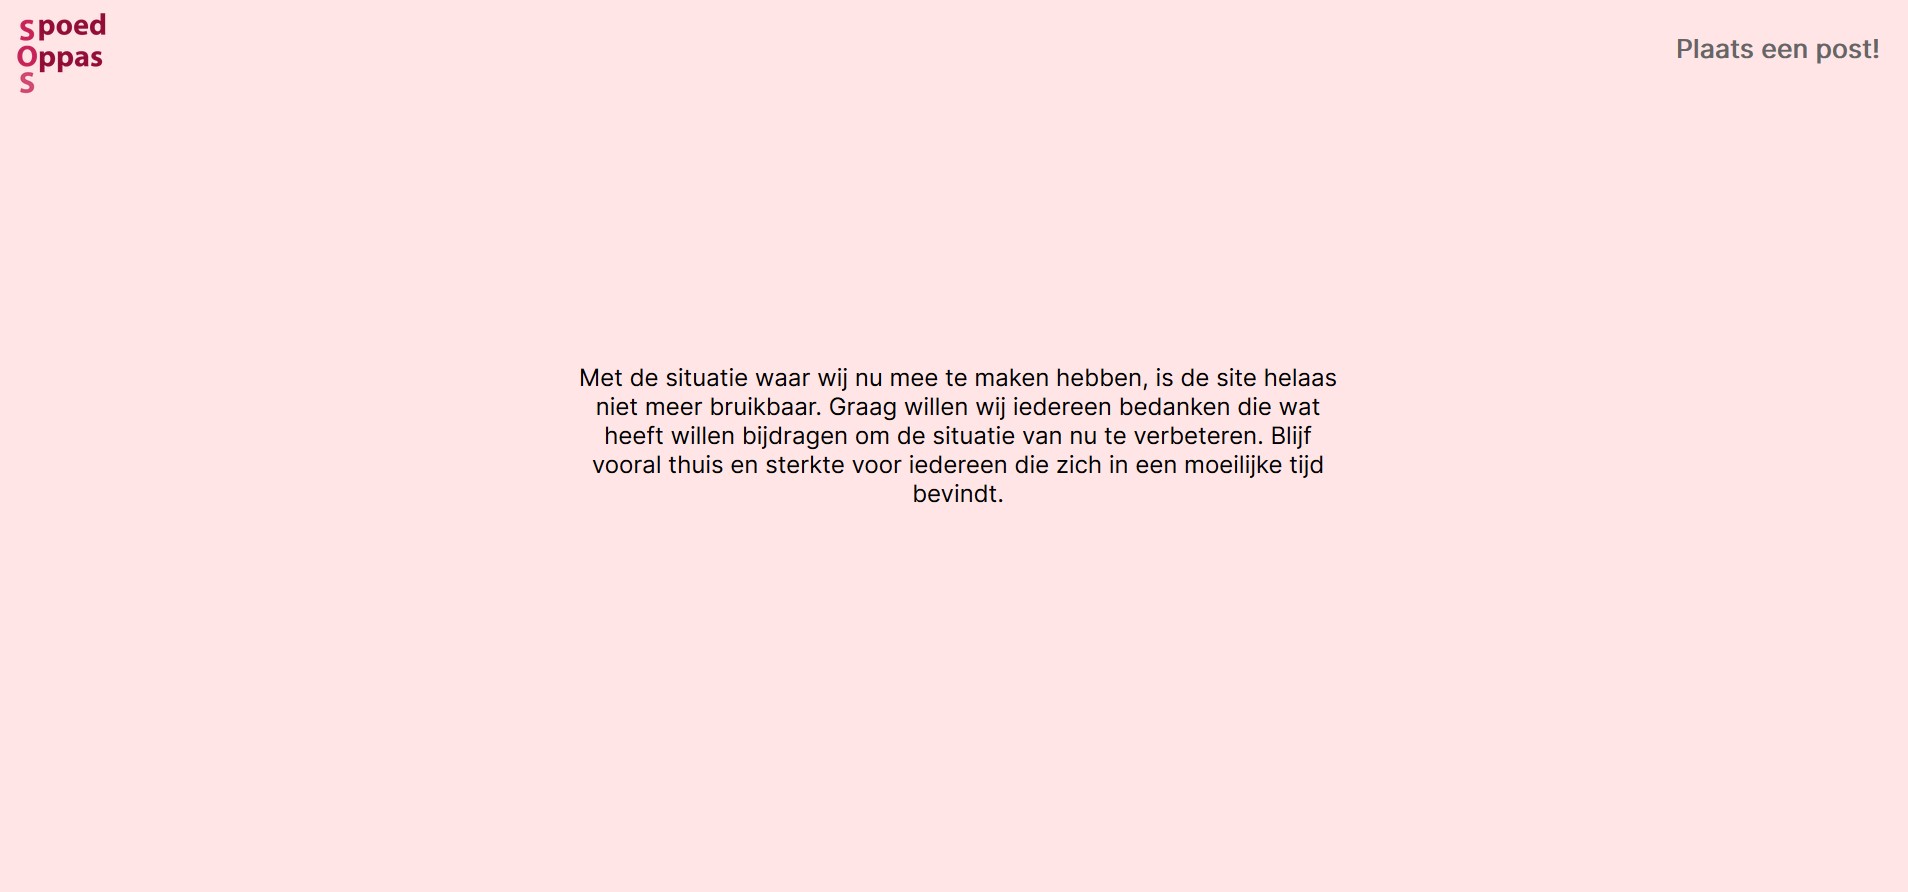 spoed
Oppas
S
Plaats een post!
Met de situatie waar wij nu mee te maken hebben, is de site helaas
niet meer bruikbaar. Graag willen wij iedereen bedanken die wat
heeft willen bijdragen om de situatie van nu te verbeteren. Blijf
vooral thuis en sterkte voor iedereen die zich in een moeilijke tijd
bevindt.